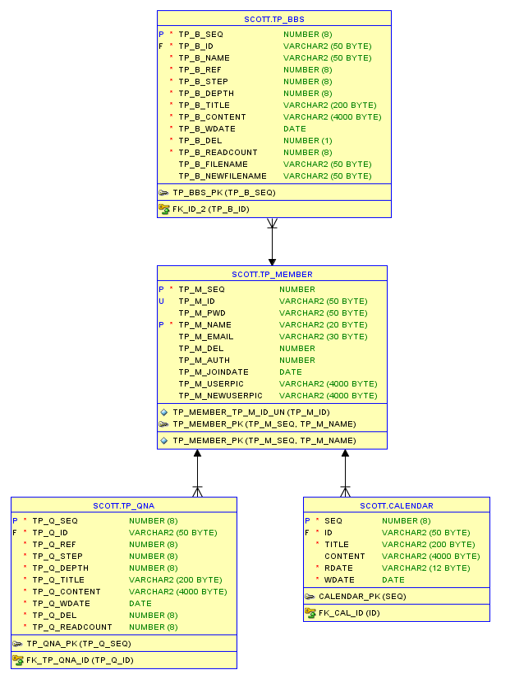 SCOTT.TP_BBS
P * TP_B_SEQ NUMBER (8)
F * TP_B_ID VARCHAR2 (50 BYTE)
* TP_B_NAME VARCHAR2 (50 BYTE)
* TP_B_REF NUMBER (8)
* TP_B_STEP NUMBER (8)
* TP_B_DEPTH NUMBER (8)
* TP_B_TITLE VARCHAR2 (200 BYTE)
* TP_B_CONTENT VARCHAR2 (4000 BYTE)
* TP_B_WDATE DATE
* TP_B_DEL NUMBER (1)
* TP_B_READCOUNT NUMBER (8)
TP_B_FILENAME VARCHAR2 (50 BYTE)
TP_B_NEWFILENAME VARCHAR2 (50 BYTE)
TP_BBS_PK (TP_B_SEQ)
FK_ID_2 (TP_B_ID)
SCOTT.TP_MEMBER
P * TP_M_SEQ NUMBER
U TP_M_ID VARCHAR2 (50 BYTE)
TP_M_PWD VARCHAR2 (50 BYTE)
P * TP_M_NAME VARCHAR2 (20 BYTE)
TP_M_EMAIL VARCHAR2 (30 BYTE)
TP_M_DEL NUMBER
TP_M_AUTH NUMBER
TP_M_JOINDATE DATE
TP_M_USERPIC VARCHAR2 (4000 BYTE)
TP_M_NEWUSERPIC VARCHAR2 (4000 BYTE)
TP_MEMBER_TP_M_ID_UN (TP_M_ID)
TP_MEMBER_PK (TP_M_SEQ, TP_M_NAME)
TP_MEMBER_PK (TP_M_SEQ, TP_M_NAME)
SCOTT.TP_QNA
P * TP_Q_SEQ NUMBER (8)
F * TP_Q_ID VARCHAR2 (50 BYTE)
* TP_Q_REF NUMBER (8)
* TP_Q_STEP NUMBER (8)
* TP_Q_DEPTH NUMBER (8)
* TP_Q_TITLE VARCHAR2 (200 BYTE)
* TP_Q_CONTENT VARCHAR2 (4000 BYTE)
* TP_Q_WDATE DATE
* TP_Q_DEL NUMBER (8)
* TP_Q_READCOUNT NUMBER (8)
TP_QNA_PK (TP_Q_SEQ)
FK_TP_QNA_ID (TP_Q_ID)
SCOTT.CALENDAR
P * SEQ NUMBER (8)
F * ID VARCHAR2 (50 BYTE)
* TITLE VARCHAR2 (200 BYTE)
CONTENT VARCHAR2 (4000 BYTE)
* RDATE VARCHAR2 (12 BYTE)
* WDATE DATE
CALENDAR_PK (SEQ)
FK_CAL_ID (ID)